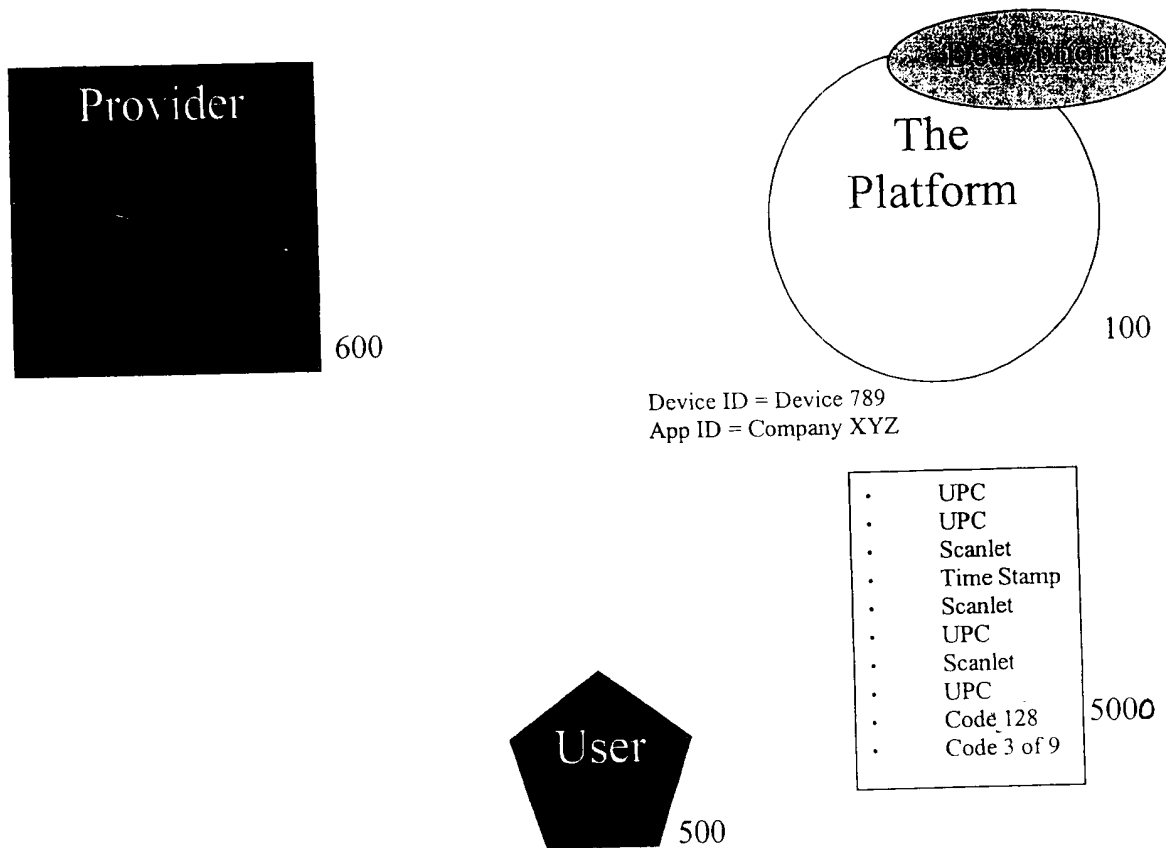 Provider
Decryption
The
Platform
600
100
Device ID = Device 789
App ID = Company XYZ
· UPC
· UPC
· Scanlet
· Time Stamp
· Scanlet
· UPC
· Scanlet
· UPC
· Code 128
· Code 3 of 9
5000
User
500